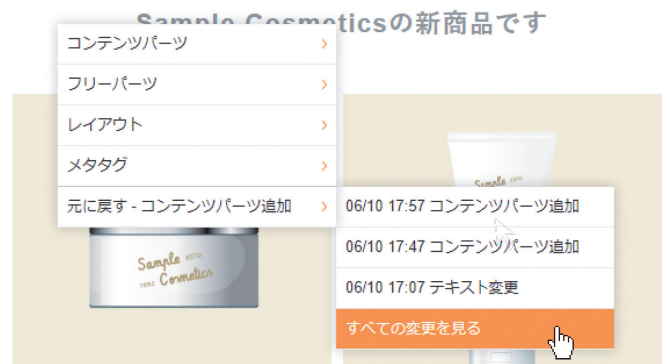 Sample Cosmeticsの新商品です
コンテンツパーツ
フリーパーツ
レイアウト
メタタグ
元に戻す - コンテンツパーツ追加
06/10 17:57 コンテンツパーツ追加
06/10 17:47 コンテンツパーツ追加
06/10 17:07 テキスト変更
すべての変更を見る
Sample ESTD
1992 Cosmetics
Sample ESTD